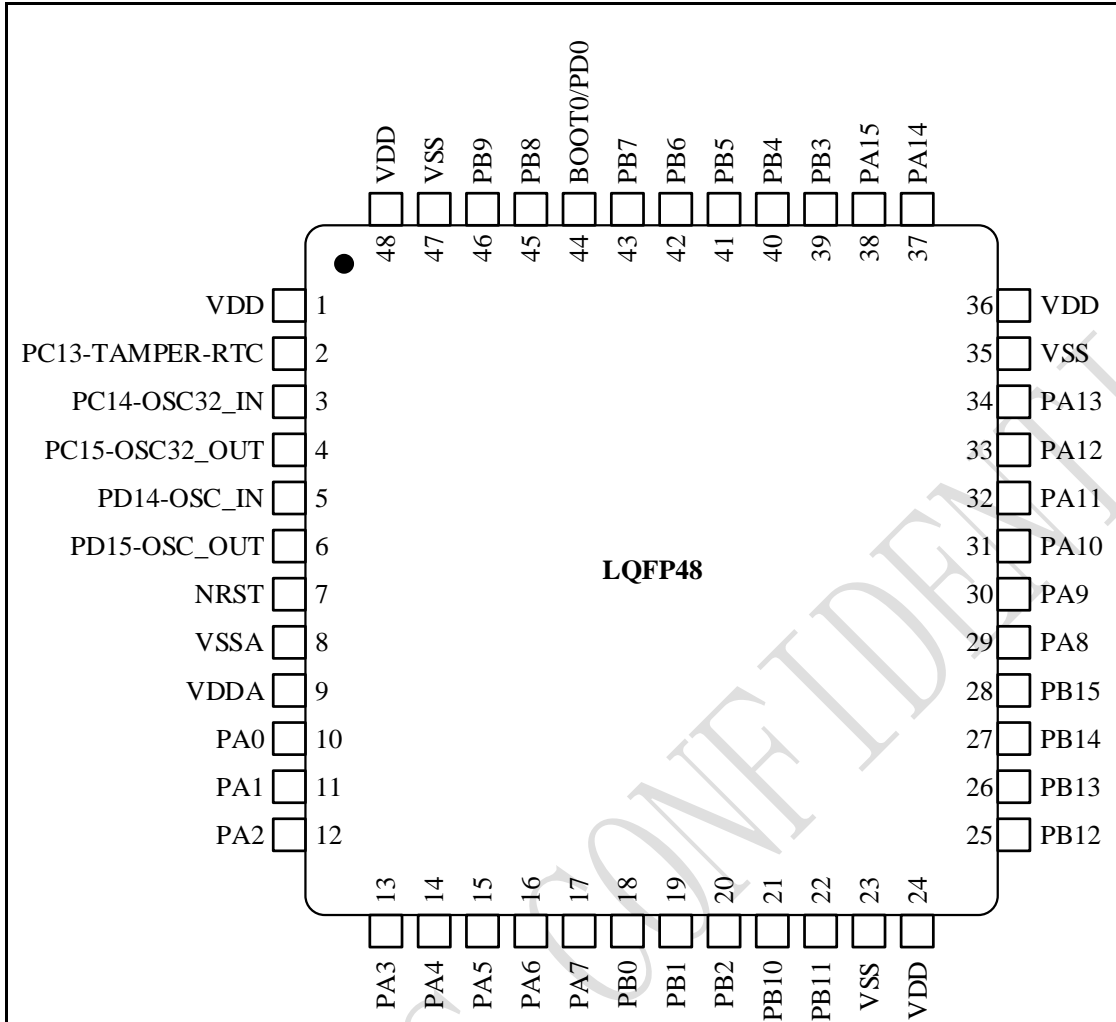 VDD
VSS
PB9
PB8
BOOT0/PD0
PB7
PB6
PB5
PB4
PB3
PA15
PA14
48
47
46
45
44
43
42
41
40
39
38
37
VDD 1
PC13-TAMPER-RTC 2
PC14-OSC32_IN 3
PC15-OSC32_OUT 4
PD14-OSC_IN 5
PD15-OSC_OUT 6
NRST 7
VSSA 8
VDDA 9
PA0 10
PA1 11
PA2 12
LQFP48
36 VDD
35 VSS
34 PA13
33 PA12
32 PA11
31 PA10
30 PA9
29 PA8
28 PB15
27 PB14
26 PB13
25 PB12
13
14
15
16
17
18
19
20
21
22
23
24
PA3
PA4
PA5
PA6
PA7
PB0
PB1
PB2
PB10
PB11
VSS
VDD